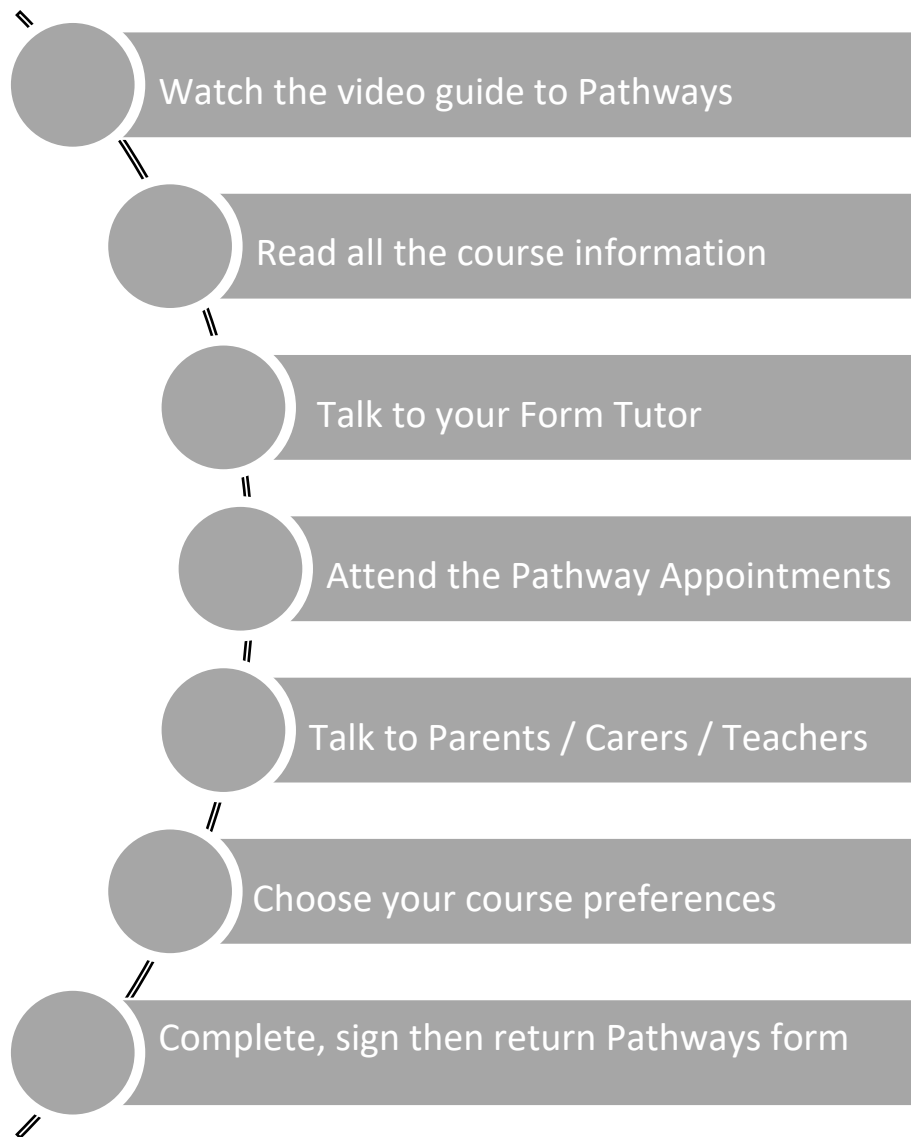 Watch the video guide to Pathways
Read all the course information
Talk to your Form Tutor
Attend the Pathway Appointments
Talk to Parents / Carers / Teachers
Choose your course preferences
Complete, sign then return Pathways form